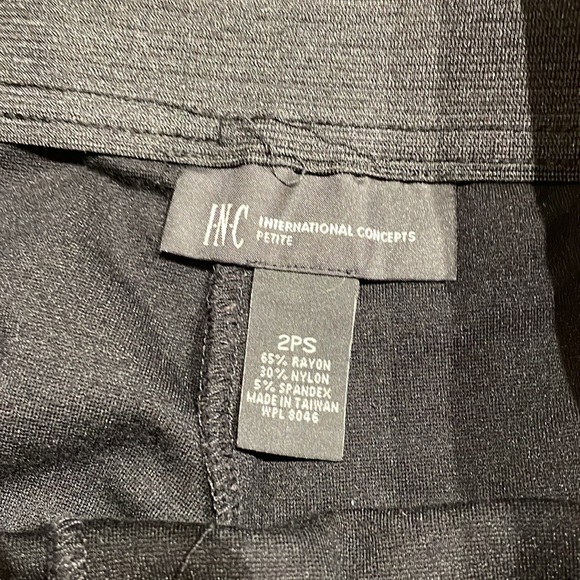 I·N·C INTERNATIONAL CONCEPTS
PETITE
2PS
65% RAYON
30% NYLON
5% SPANDEX
MADE IN TAIWAN
WPL 8046